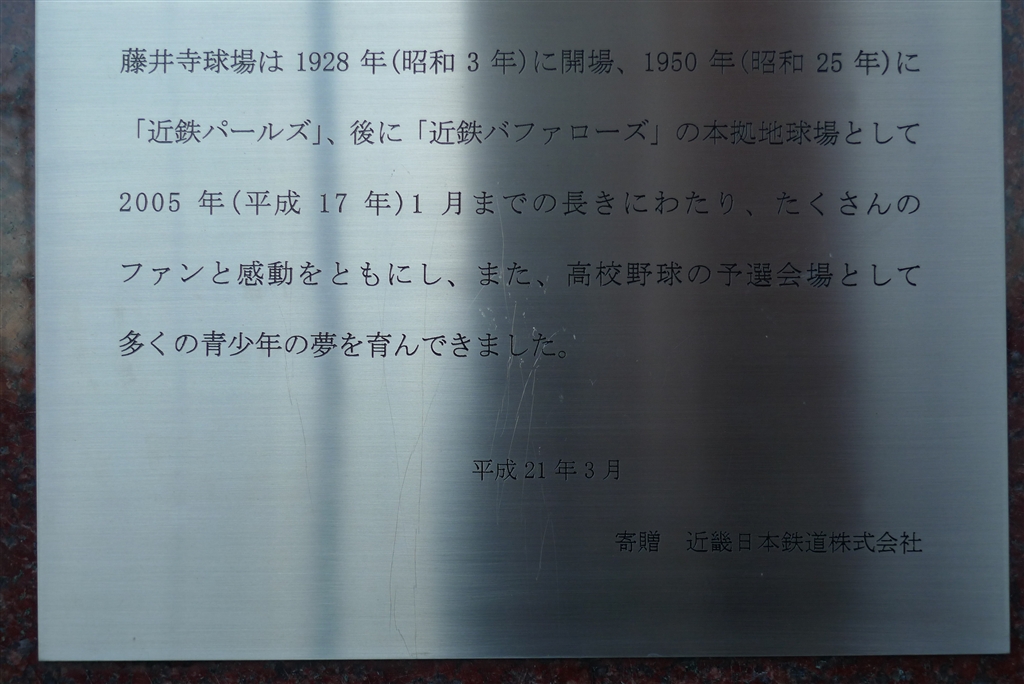 藤井寺球場は 1928 年(昭和 3 年)に開場、1950 年(昭和 25 年)に
「近鉄パールズ」、後に「近鉄バファローズ」の本拠地球場として
2005 年(平成 17 年)1 月までの長きにわたり、たくさんの
ファンと感動をともにし、また、高校野球の予選会場として
多くの青少年の夢を育んできました。
平成 21 年 3 月
寄贈　近畿日本鉄道株式会社